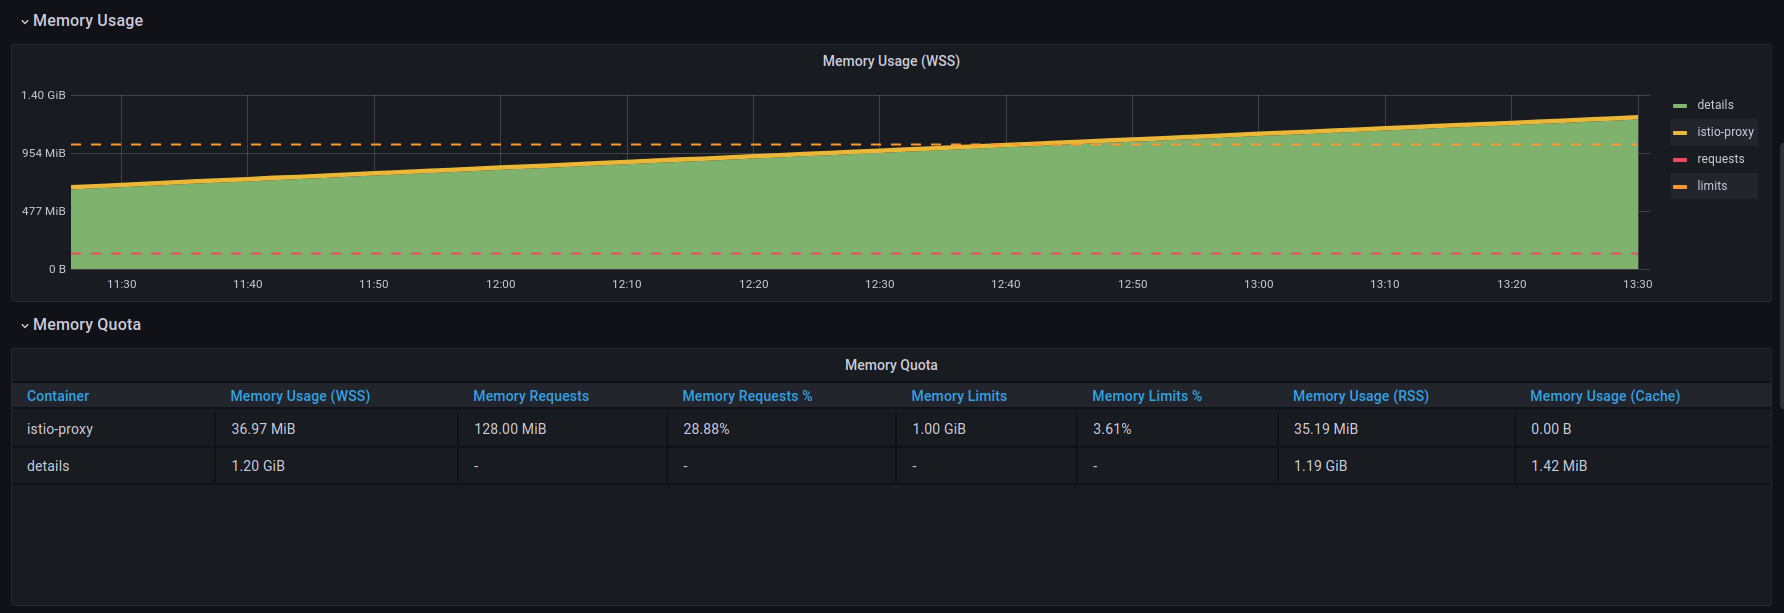 Memory Usage
Memory Usage (WSS)
1.40 GiB
954 MiB
477 MiB
0 B
11:30 11:40 11:50 12:00 12:10 12:20 12:30 12:40 12:50 13:00 13:10 13:20 13:30
details
istio-proxy
requests
limits
Memory Quota
Memory Quota
Container Memory Usage (WSS) Memory Requests Memory Requests % Memory Limits Memory Limits % Memory Usage (RSS) Memory Usage (Cache)
istio-proxy 36.97 MiB 128.00 MiB 28.88% 1.00 GiB 3.61% 35.19 MiB 0.00 B
details 1.20 GiB - - - - 1.19 GiB 1.42 MiB